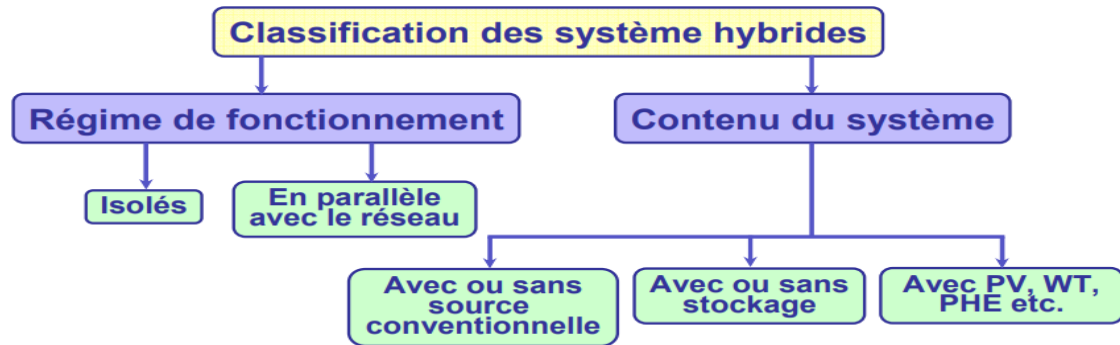 Classification des système hybrides
Régime de fonctionnement
Contenu du système
Isolés
En parallèle
avec le réseau
Avec ou sans
source
conventionnelle
Avec ou sans
stockage
Avec PV, WT,
PHE etc.